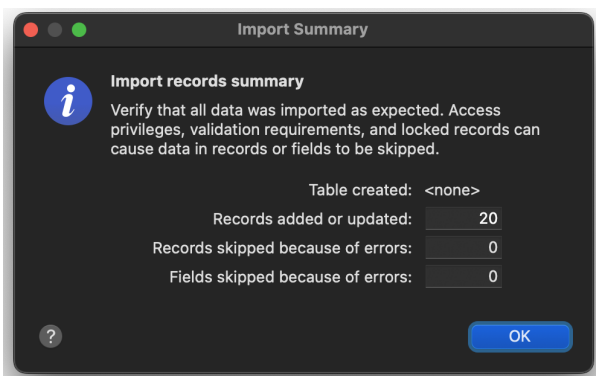 Import Summary
i
Import records summary
Verify that all data was imported as expected. Access
privileges, validation requirements, and locked records can
cause data in records or fields to be skipped.
Table created: <none>
Records added or updated: 20
Records skipped because of errors: 0
Fields skipped because of errors: 0
? OK